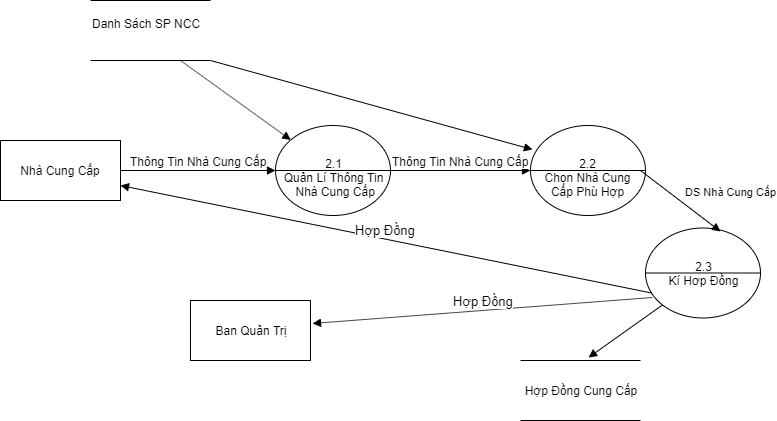 Danh Sách SP NCC
Nhà Cung Cấp
Thông Tin Nhà Cung Cấp
2.1
Quản Lí Thông Tin
Nhà Cung Cấp
Thông Tin Nhà Cung Cấp
2.2
Chọn Nhà Cung
Cấp Phù Hợp
DS Nhà Cung Cấp
Hợp Đồng
2.3
Kí Hơp Đồng
Hợp Đồng
Ban Quản Trị
Hợp Đồng Cung Cấp